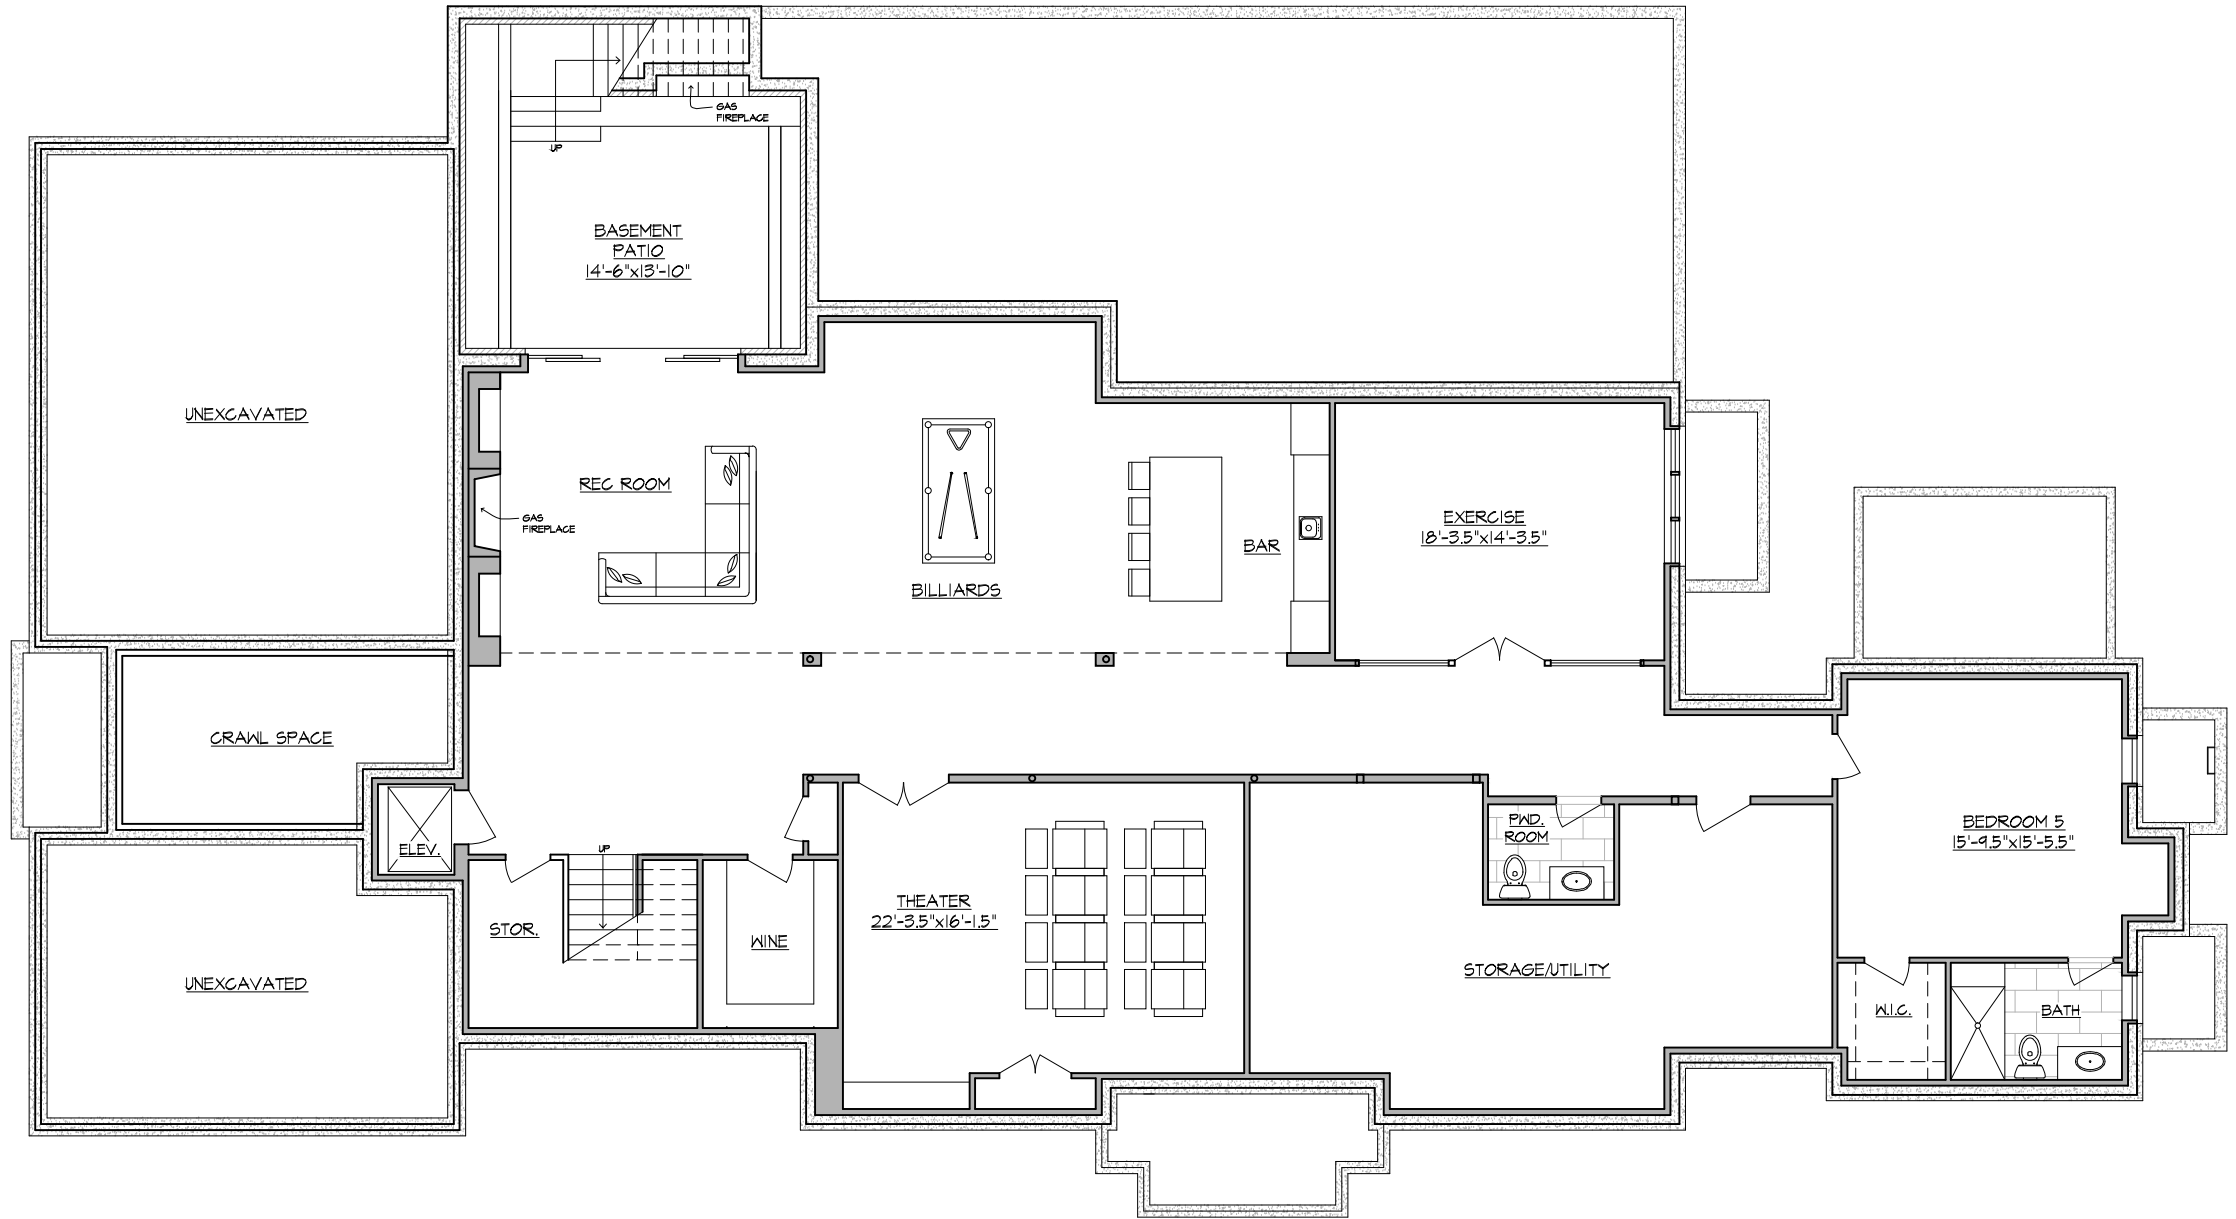 GAS
FIREPLACE
UP
BASEMENT
PATIO
14'-6"x13'-10"
UNEXCAVATED
REC ROOM
GAS
FIREPLACE
BILLIARDS
BAR
EXERCISE
18'-3.5"x14'-3.5"
CRAWL SPACE
ELEV.
UP
STOR.
WINE
THEATER
22'-3.5"x16'-1.5"
PWD.
ROOM
STORAGE/UTILITY
BEDROOM 5
15'-9.5"x15'-5.5"
UNEXCAVATED
W.I.C.
BATH